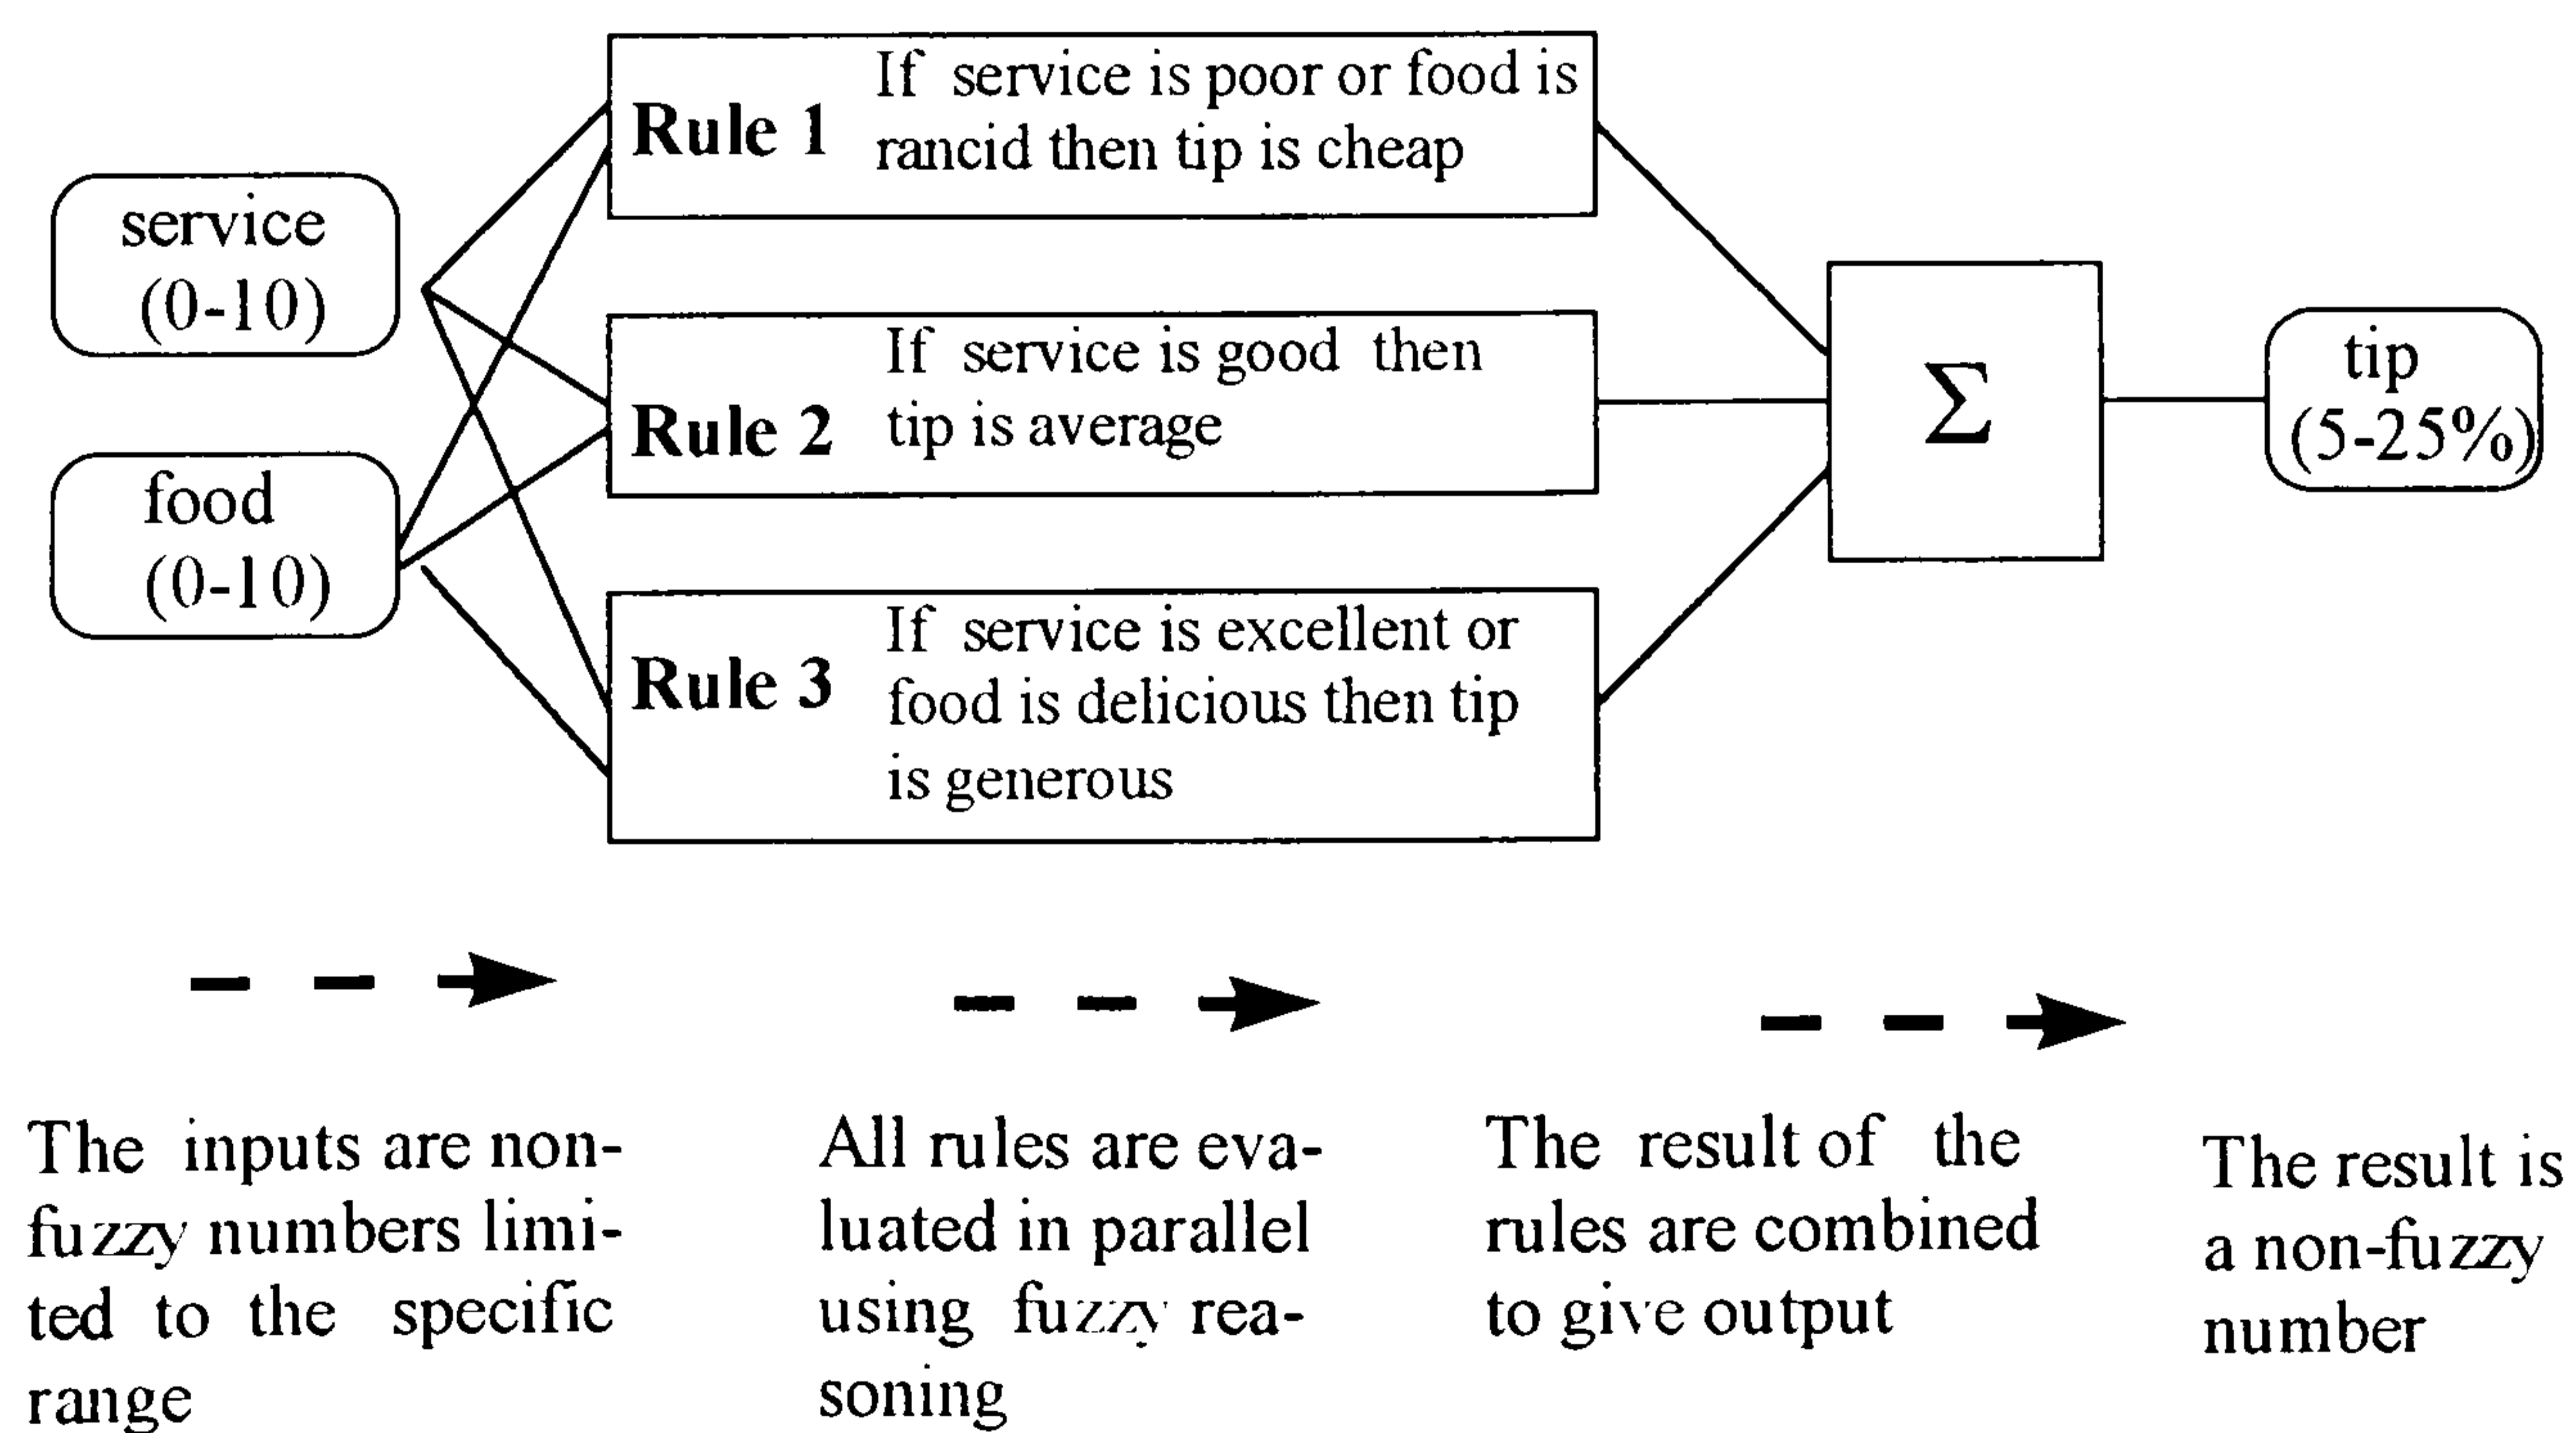 service
(0-10)
food
(0-10)
Rule 1
If service is poor or food is
rancid then tip is cheap
Rule 2
If service is good then
tip is average
Rule 3
If service is excellent or
food is delicious then tip
is generous
Σ
tip
(5-25%)
The inputs are non-
fuzzy numbers limi-
ted to the specific
range
All rules are eva-
luated in parallel
using fuzzy rea-
soning
The result of the
rules are combined
to give output
The result is
a non-fuzzy
number